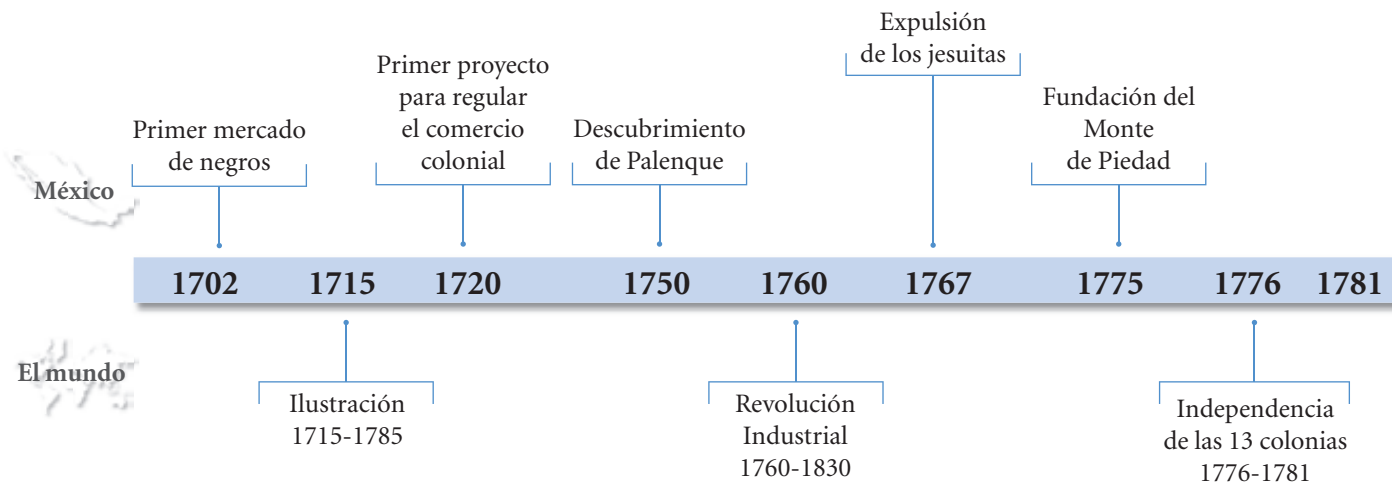 Expulsión
de los jesuitas
Primer proyecto
para regular
el comercio
colonial
Fundación del
Monte
de Piedad
Primer mercado
de negros
Descubrimiento
de Palenque
México
1702 1715 1720 1750 1760 1767 1775 1776 1781
El mundo
Ilustración
1715-1785
Revolución
Industrial
1760-1830
Independencia
de las 13 colonias
1776-1781